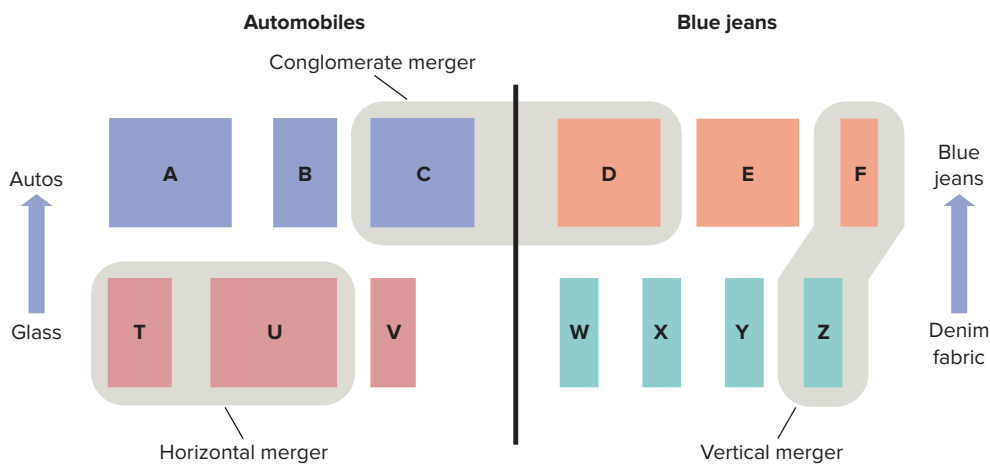 Automobiles
Blue jeans
Conglomerate merger
A
B
C
D
E
F
Autos
Blue
jeans
T
U
V
W
X
Y
Z
Glass
Denim
fabric
Horizontal merger
Vertical merger